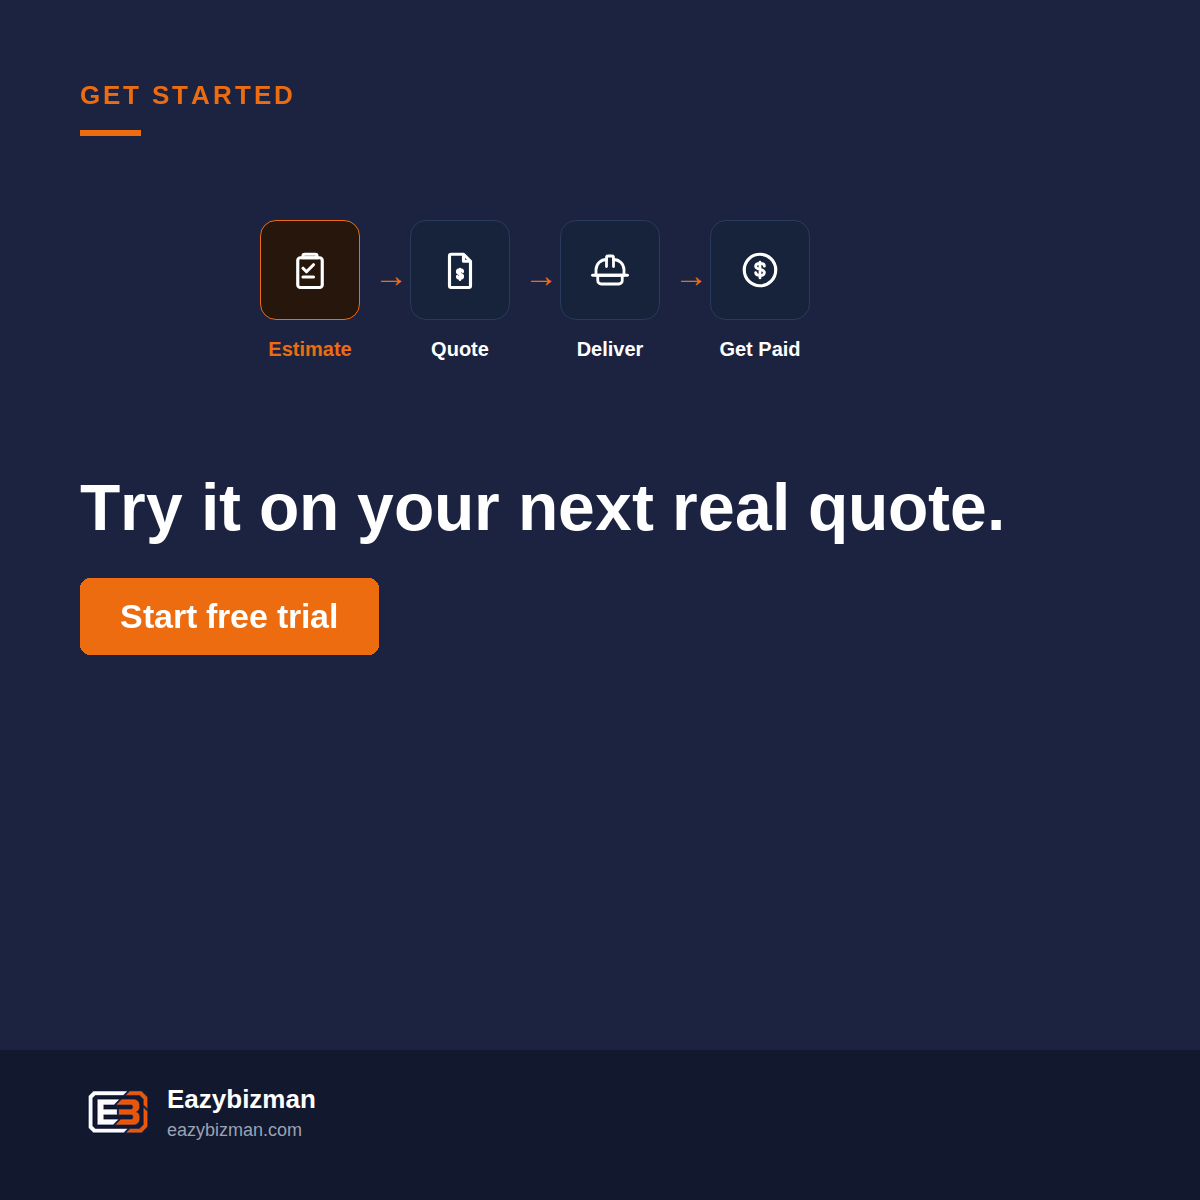 GET STARTED
→ → →
Estimate Quote Deliver Get Paid
Try it on your next real quote.
Start free trial
EB Eazybizman
eazybizman.com